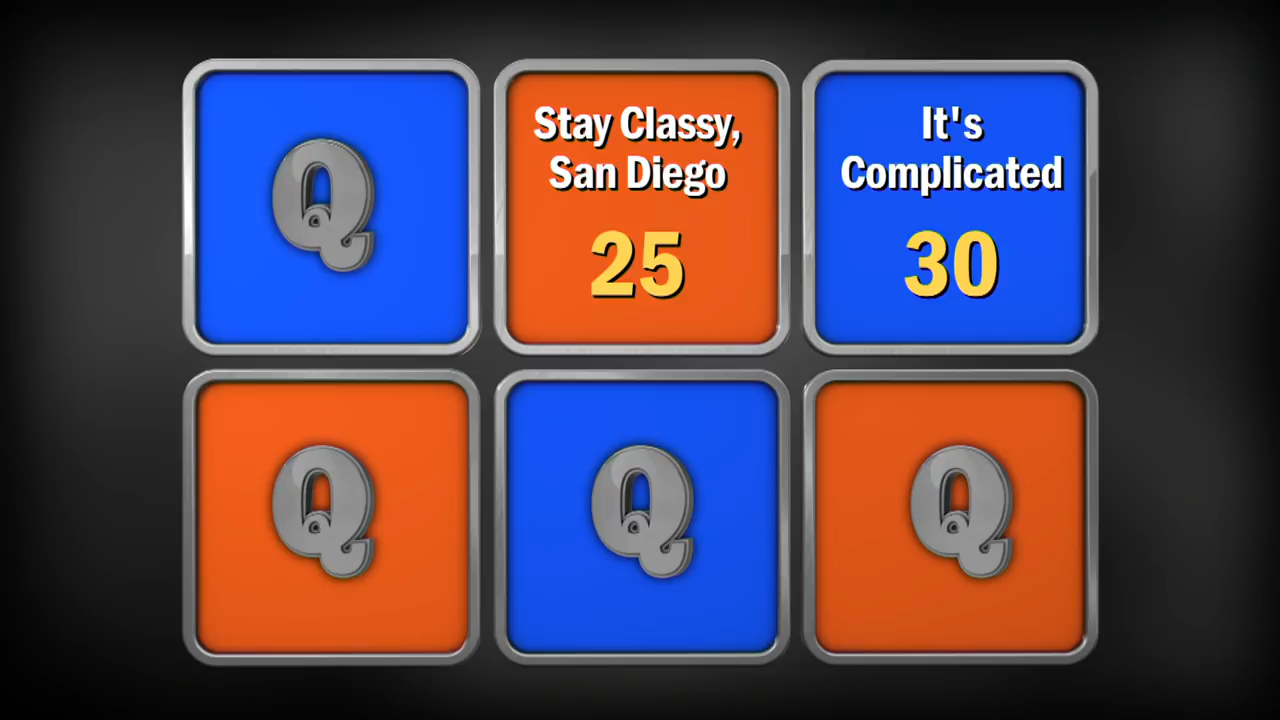 Q
Stay Classy,
San Diego
25
It's
Complicated
30
Q
Q
Q